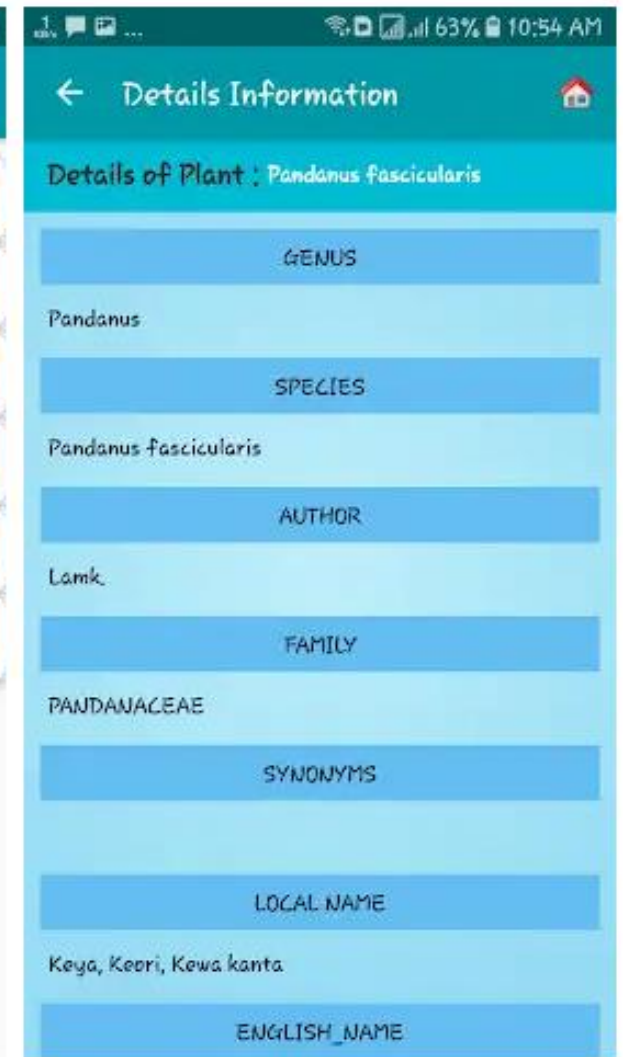 1 ... 63% 10:54 AM
Details Information
Details of Plant : Pandanus fascicularis
GENUS
Pandanus
SPECIES
Pandanus fascicularis
AUTHOR
Lamk.
FAMILY
PANDANACEAE
SYNONYMS
LOCAL NAME
Keya, Keori, Kewa kanta
ENGLISH_NAME